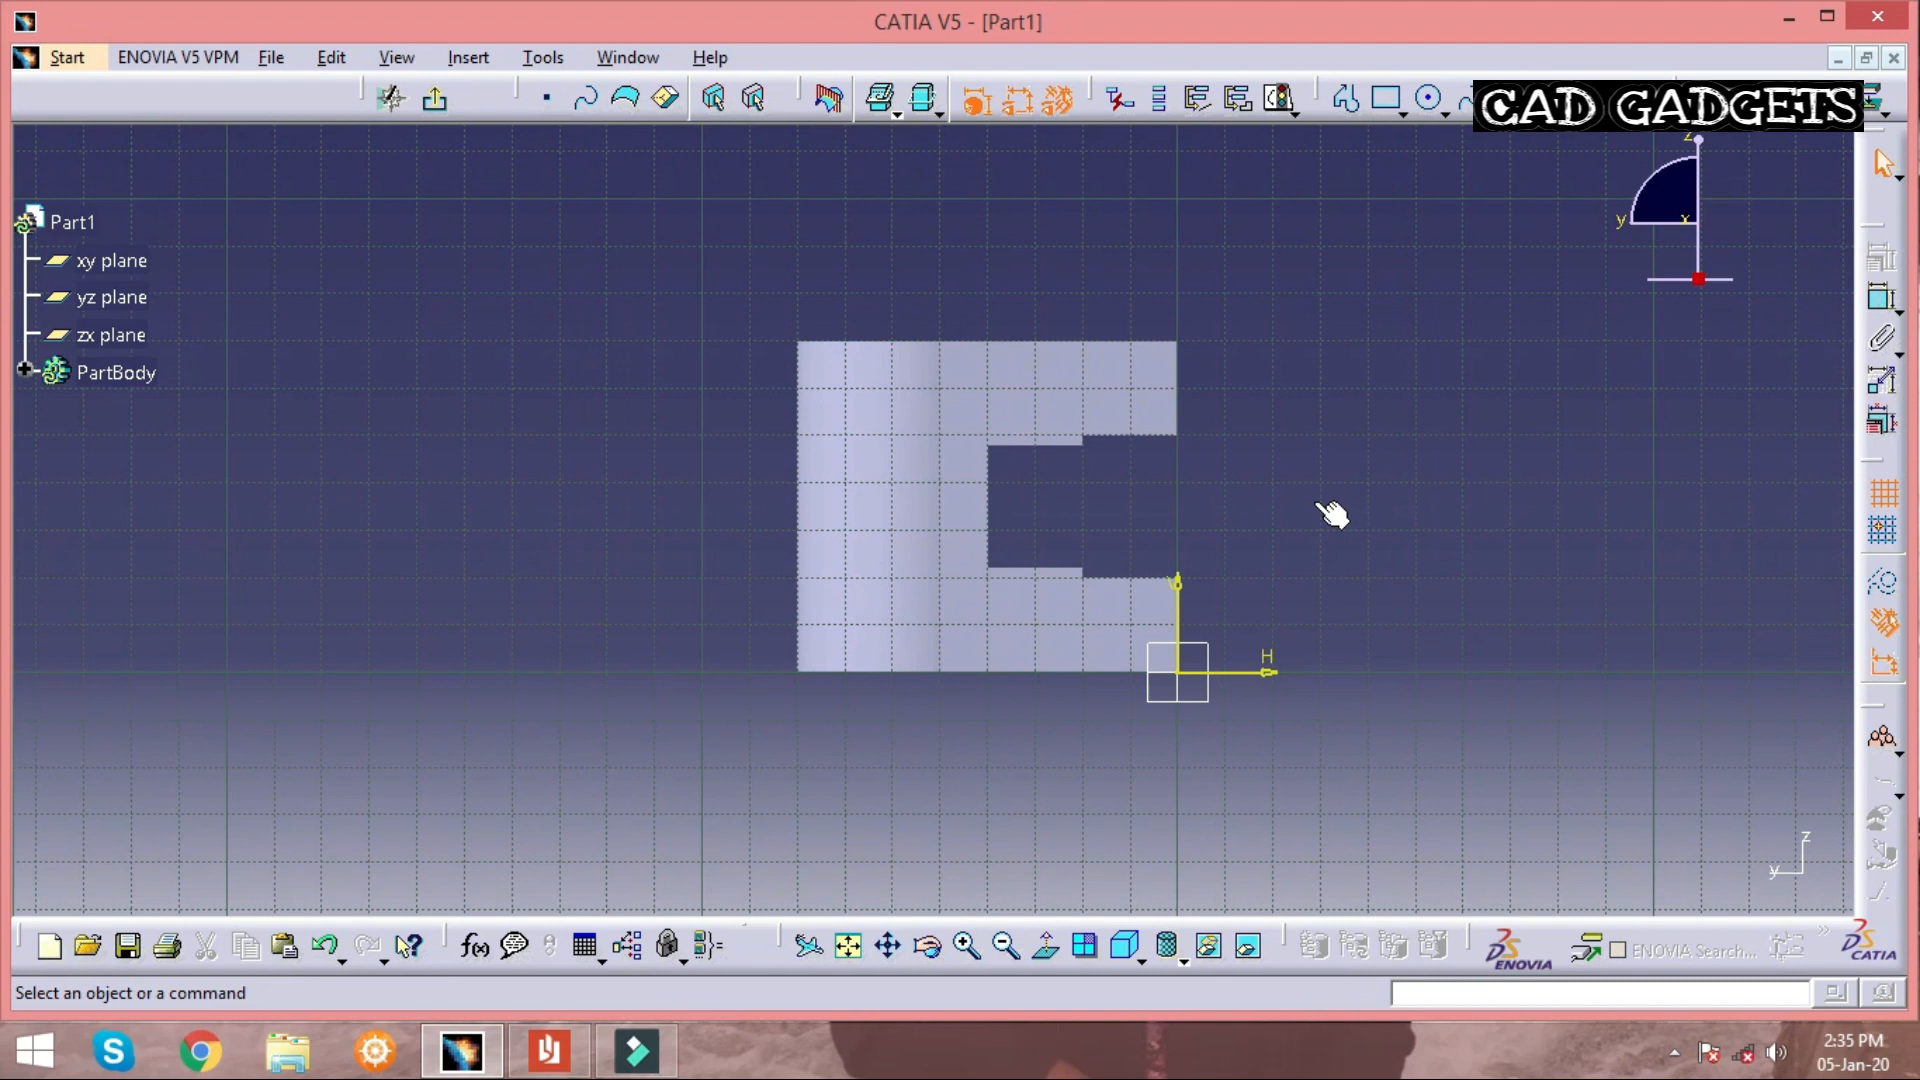 CATIA V5 - [Part1]
Start ENOVIA V5 VPM File Edit View Insert Tools Window Help
CAD GADGETS
z
y x
Part1
xy plane
yz plane
zx plane
PartBody
V
H
z
y
f(x)
ENOVIA
ENOVIA Search...
CATIA
Select an object or a command
2:35 PM
05-Jan-20